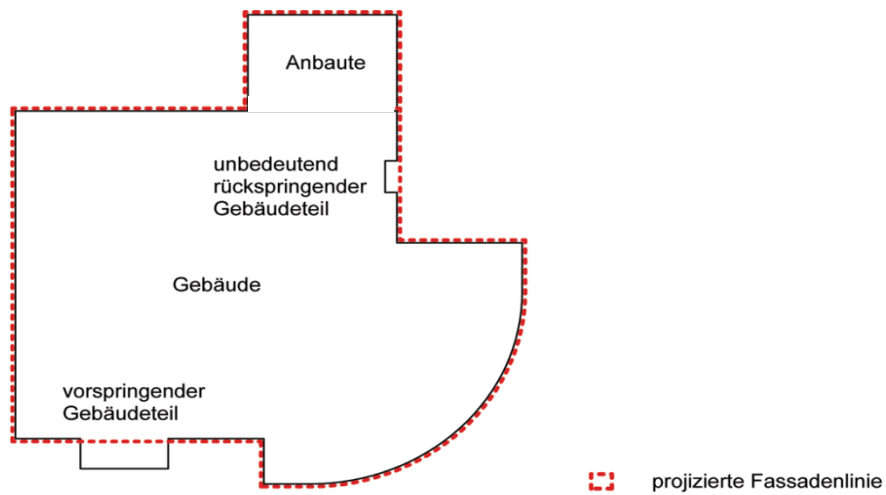 Anbaute
unbedeutend
rückspringender
Gebäudeteil
Gebäude
vorspringender
Gebäudeteil
projizierte Fassadenlinie